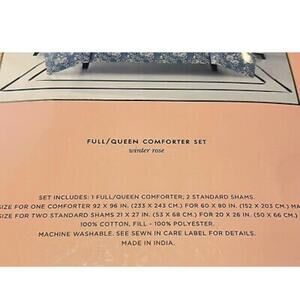 FULL/QUEEN COMFORTER SET
winter rose
SET INCLUDES: 1 FULL/QUEEN COMFORTER; 2 STANDARD SHAMS.
SIZE FOR ONE COMFORTER 92 X 96 IN. (233 X 243 CM.) FOR 60 X 80 IN. (152 X 203 CM.) MA
SIZE FOR TWO STANDARD SHAMS 21 X 27 IN. (53 X 68 CM.) FOR 20 X 26 IN. (50 X 66 CM.)
100% COTTON, FILL - 100% POLYESTER.
MACHINE WASHABLE. SEE SEWN IN CARE LABEL FOR DETAILS.
MADE IN INDIA.